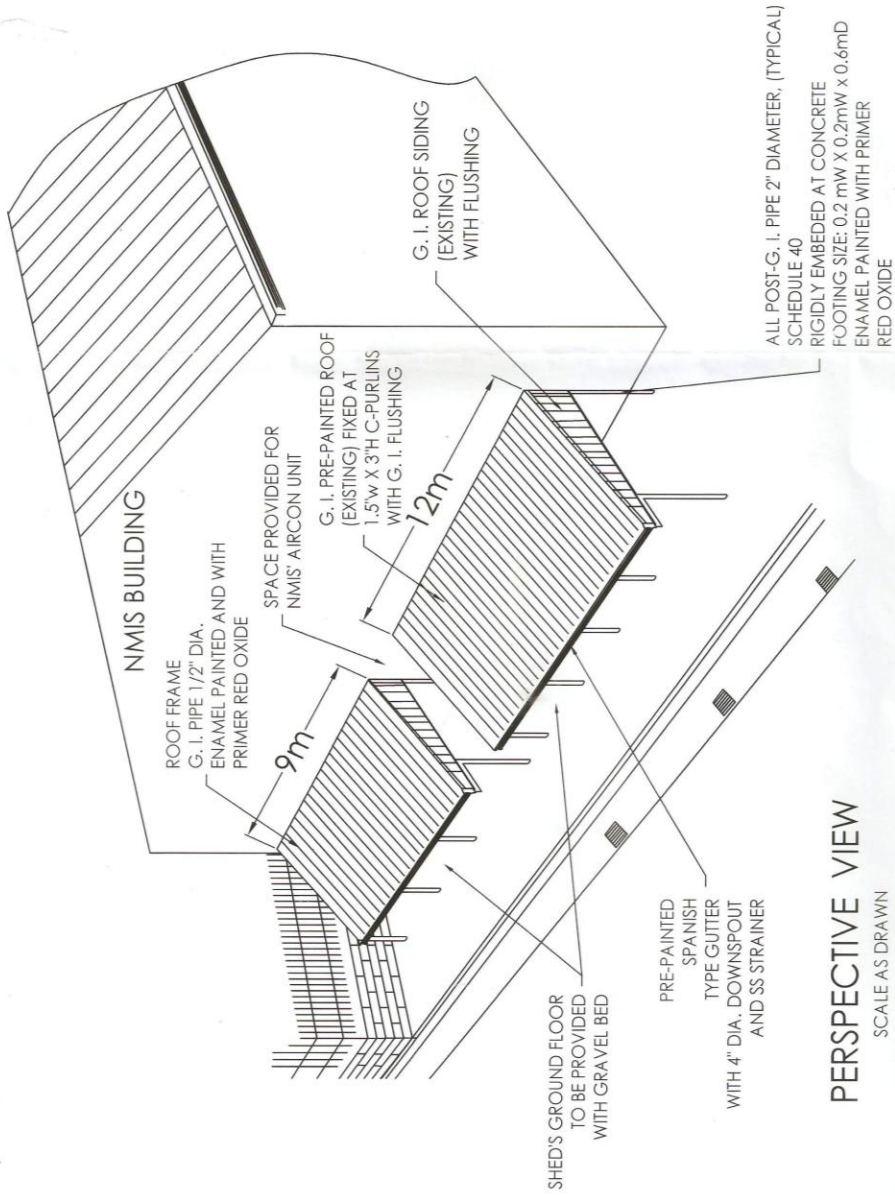 NMIS BUILDING
ROOF FRAME
G. I. PIPE 1/2" DIA.
ENAMEL PAINTED AND WITH
PRIMER RED OXIDE
9m
SPACE PROVIDED FOR
NMIS' AIRCON UNIT
G. I. PRE-PAINTED ROOF
(EXISTING) FIXED AT
1.5"w X 3"H C-PURLINS
WITH G. I. FLUSHING
12m
G. I. ROOF SIDING
(EXISTING)
WITH FLUSHING
SHED'S GROUND FLOOR
TO BE PROVIDED
WITH GRAVEL BED
PRE-PAINTED
SPANISH
TYPE GUTTER
WITH 4" DIA. DOWNSPOUT
AND SS STRAINER
ALL POST-G. I. PIPE 2" DIAMETER, (TYPICAL)
SCHEDULE 40
RIGIDLY EMBEDED AT CONCRETE
FOOTING SIZE: 0.2 mW X 0.2mW x 0.6mD
ENAMEL PAINTED WITH PRIMER
RED OXIDE
PERSPECTIVE VIEW
SCALE AS DRAWN